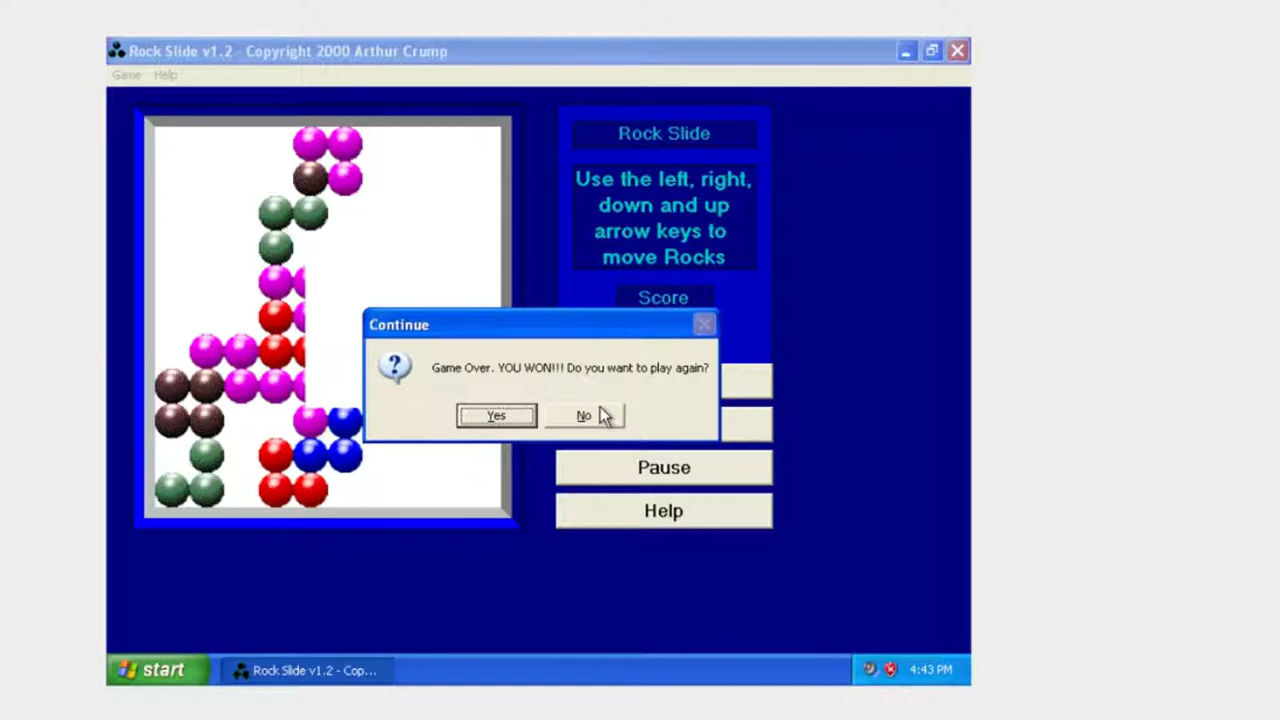 Rock Slide v1.2 - Copyright 2000 Arthur Crump
Game Help
Rock Slide
Use the left, right,
down and up
arrow keys to
move Rocks
Score
Continue
Game Over. YOU WON!!! Do you want to play again?
Yes No
Pause
Help
start Rock Slide v1.2 - Cop... 4:43 PM